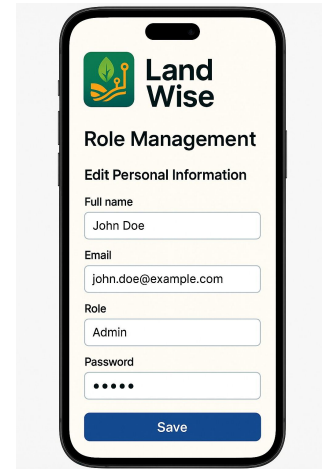 Land
Wise
Role Management
Edit Personal Information
Full name
John Doe
Email
john.doe@example.com
Role
Admin
Password
•••••
Save